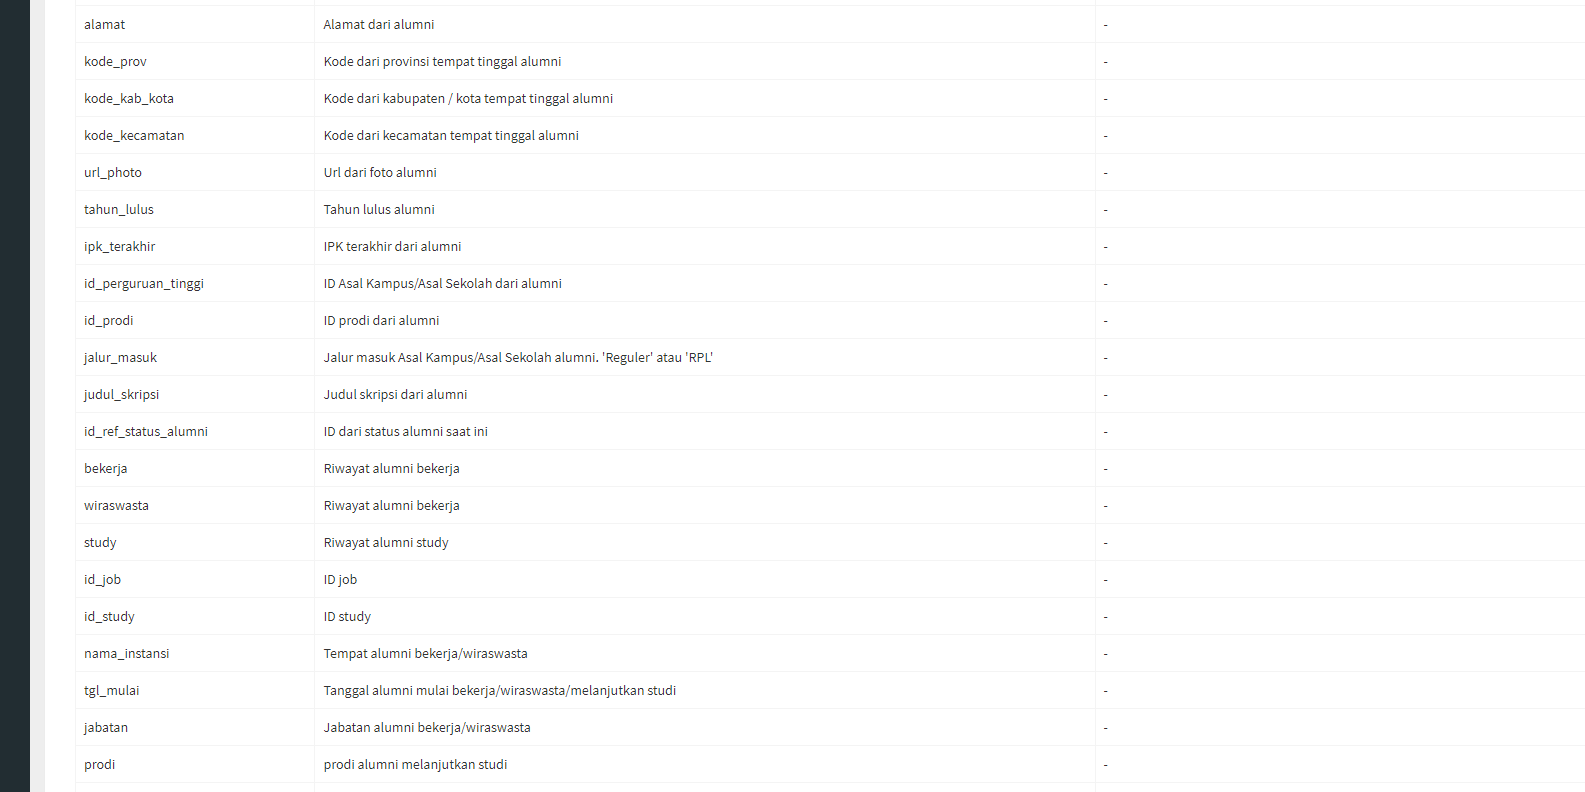 alamat Alamat dari alumni -
kode_prov Kode dari provinsi tempat tinggal alumni -
kode_kab_kota Kode dari kabupaten / kota tempat tinggal alumni -
kode_kecamatan Kode dari kecamatan tempat tinggal alumni -
url_photo Url dari foto alumni -
tahun_lulus Tahun lulus alumni -
ipk_terakhir IPK terakhir dari alumni -
id_perguruan_tinggi ID Asal Kampus/Asal Sekolah dari alumni -
id_prodi ID prodi dari alumni -
jalur_masuk Jalur masuk Asal Kampus/Asal Sekolah alumni. 'Reguler' atau 'RPL' -
judul_skripsi Judul skripsi dari alumni -
id_ref_status_alumni ID dari status alumni saat ini -
bekerja Riwayat alumni bekerja -
wiraswasta Riwayat alumni bekerja -
study Riwayat alumni study -
id_job ID job -
id_study ID study -
nama_instansi Tempat alumni bekerja/wiraswasta -
tgl_mulai Tanggal alumni mulai bekerja/wiraswasta/melanjutkan studi -
jabatan Jabatan alumni bekerja/wiraswasta -
prodi prodi alumni melanjutkan studi -